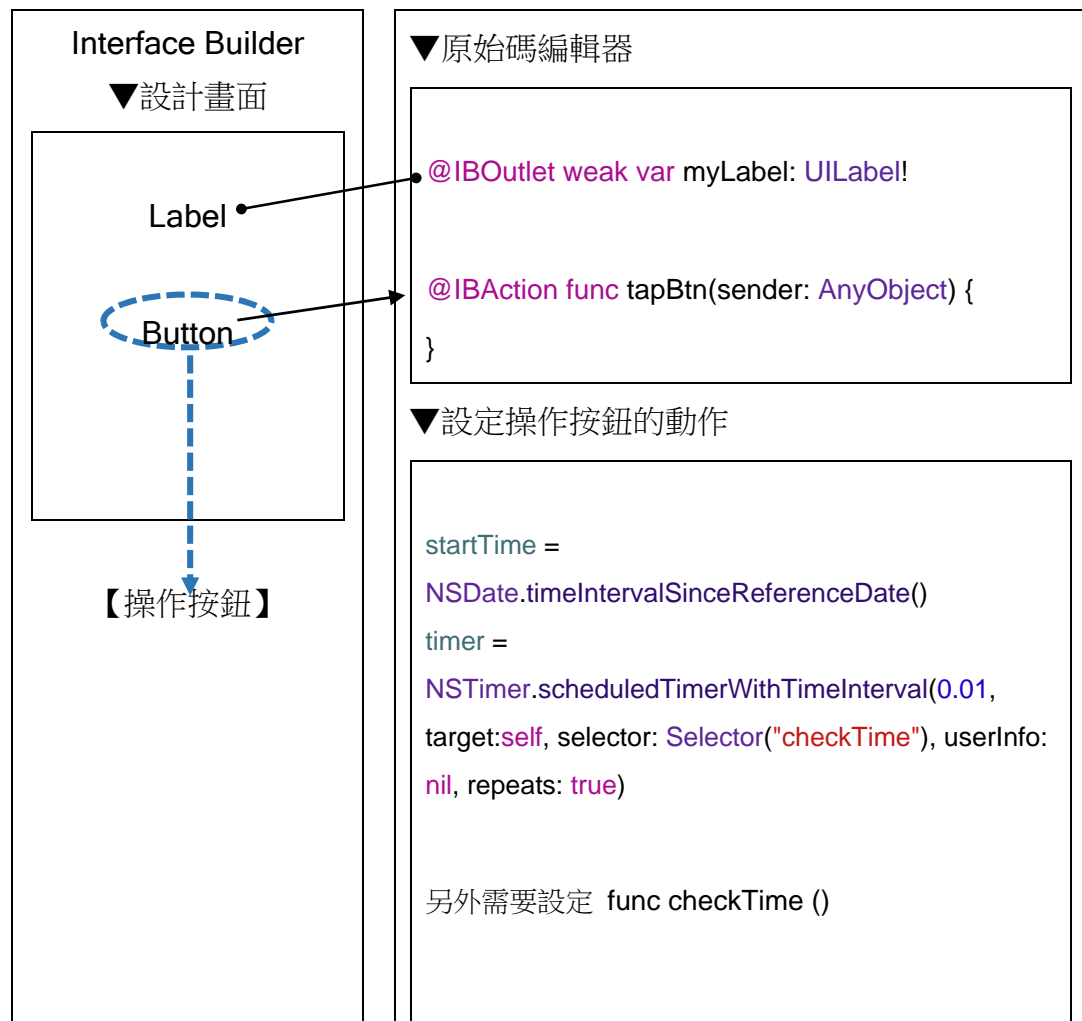 Interface Builder
▼設計畫面
Label
Button
【操作按鈕】
▼原始碼編輯器
@IBOutlet weak var myLabel: UILabel!
@IBAction func tapBtn(sender: AnyObject) {
}
▼設定操作按鈕的動作
startTime =
NSDate.timeIntervalSinceReferenceDate()
timer =
NSTimer.scheduledTimerWithTimeInterval(0.01,
target:self, selector: Selector("checkTime"), userInfo:
nil, repeats: true)
另外需要設定 func checkTime ()